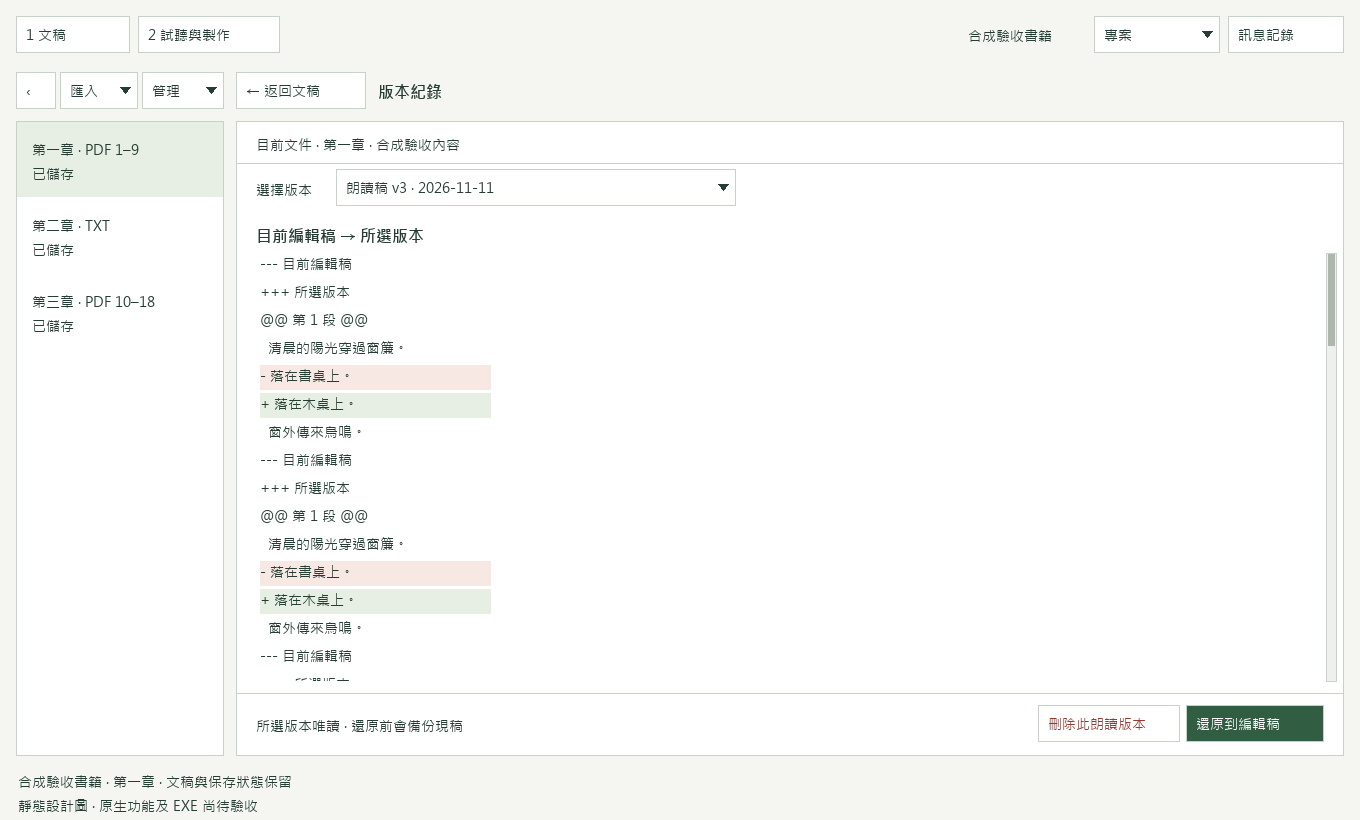 1 文稿
2 試聽與製作
合成驗收書籍
專案
訊息記錄
‹
匯入
管理
← 返回文稿
版本紀錄
第一章 · PDF 1–9
已儲存
第二章 · TXT
已儲存
第三章 · PDF 10–18
已儲存
目前文件 · 第一章 · 合成驗收內容
選擇版本
朗讀稿 v3 · 2026-11-11
目前編輯稿 → 所選版本
--- 目前編輯稿
+++ 所選版本
@@ 第 1 段 @@
清晨的陽光穿過窗簾。
- 落在書桌上。
+ 落在木桌上。
窗外傳來鳥鳴。
--- 目前編輯稿
+++ 所選版本
@@ 第 1 段 @@
清晨的陽光穿過窗簾。
- 落在書桌上。
+ 落在木桌上。
窗外傳來鳥鳴。
--- 目前編輯稿
所選版本唯讀 · 還原前會備份現稿
刪除此朗讀版本
還原到編輯稿
合成驗收書籍 · 第一章 · 文稿與保存狀態保留
靜態設計圖 · 原生功能及 EXE 尚待驗收